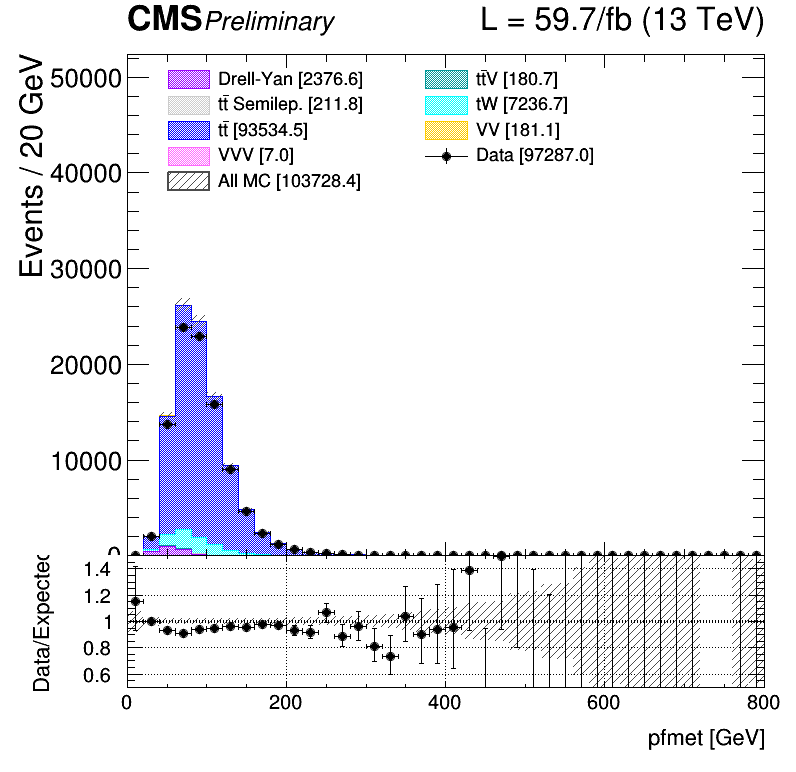 CMS Preliminary L = 59.7/fb (13 TeV)
Events / 20 GeV
50000
40000
30000
20000
10000
0
Drell-Yan [2376.6]
tt̄ Semilep. [211.8]
tt̄ [93534.5]
VVV [7.0]
All MC [103728.4]
tt̄V [180.7]
tW [7236.7]
VV [181.1]
Data [97287.0]
Data/Expected
1.4
1.2
1
0.8
0.6
0 200 400 600 800
pfmet [GeV]